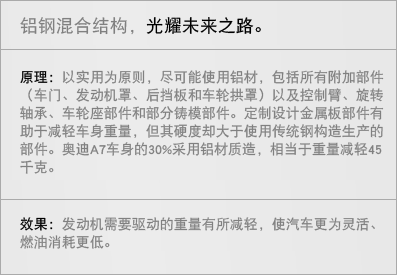 铝钢混合结构，光耀未来之路。
原理：以实用为原则，尽可能使用铝材，包括所有附加部件
（车门、发动机罩、后挡板和车轮拱罩）以及控制臂、旋转
轴承、车轮座部件和部分铸模部件。定制设计金属板部件有
助于减轻车身重量，但其硬度却大于使用传统钢构造生产的
部件。奥迪A7车身的30%采用铝材质造，相当于重量减轻45
千克。
效果：发动机需要驱动的重量有所减轻，使汽车更为灵活、
燃油消耗更低。